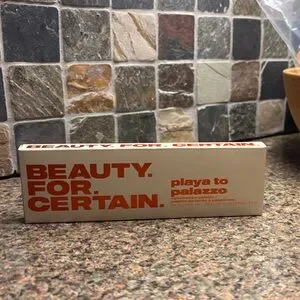 BEAUTY. FOR. CERTAIN.
BEAUTY.
FOR.
CERTAIN.
playa to
palazzo